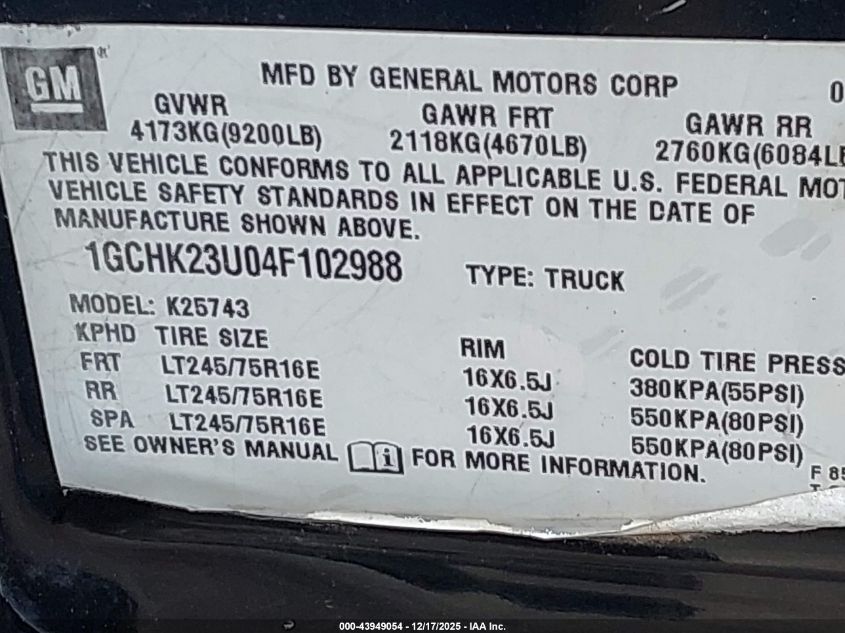 GM ®
MFD BY GENERAL MOTORS CORP 0
GVWR GAWR FRT GAWR RR
4173KG(9200LB) 2118KG(4670LB) 2760KG(6084LB
THIS VEHICLE CONFORMS TO ALL APPLICABLE U.S. FEDERAL MOT
VEHICLE SAFETY STANDARDS IN EFFECT ON THE DATE OF
MANUFACTURE SHOWN ABOVE.
1GCHK23U04F102988 TYPE: TRUCK
MODEL: K25743
KPHD TIRE SIZE RIM COLD TIRE PRESS
FRT LT245/75R16E 16X6.5J 380KPA(55PSI)
RR LT245/75R16E 16X6.5J 550KPA(80PSI)
SPA LT245/75R16E 16X6.5J 550KPA(80PSI)
SEE OWNER'S MANUAL i FOR MORE INFORMATION.
F 85
000-43949054 - 12/17/2025 - IAA Inc.